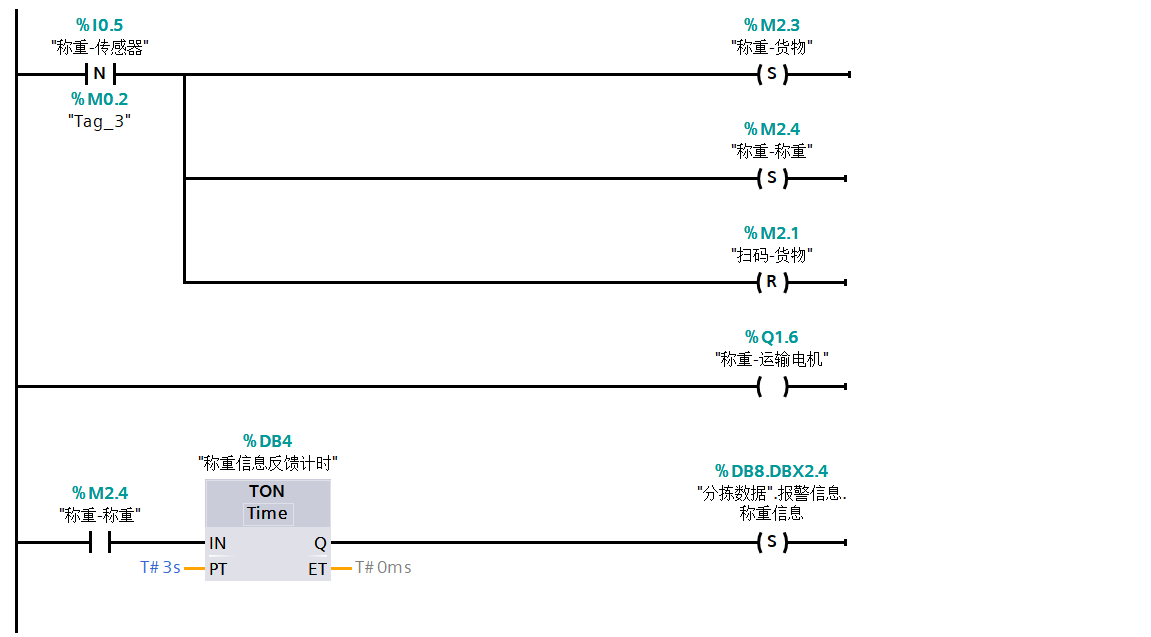 %I0.5
"称重-传感器"
N
%M0.2
"Tag_3"
%M2.3
"称重-货物"
S
%M2.4
"称重-称重"
S
%M2.1
"扫码-货物"
R
%Q1.6
"称重-运输电机"
%DB4
"称重信息反馈计时"
%M2.4
"称重-称重"
TON
Time
IN
Q
T#3s
PT
ET
T#0ms
%DB8.DBX2.4
"分拣数据".报警信息.
称重信息
S